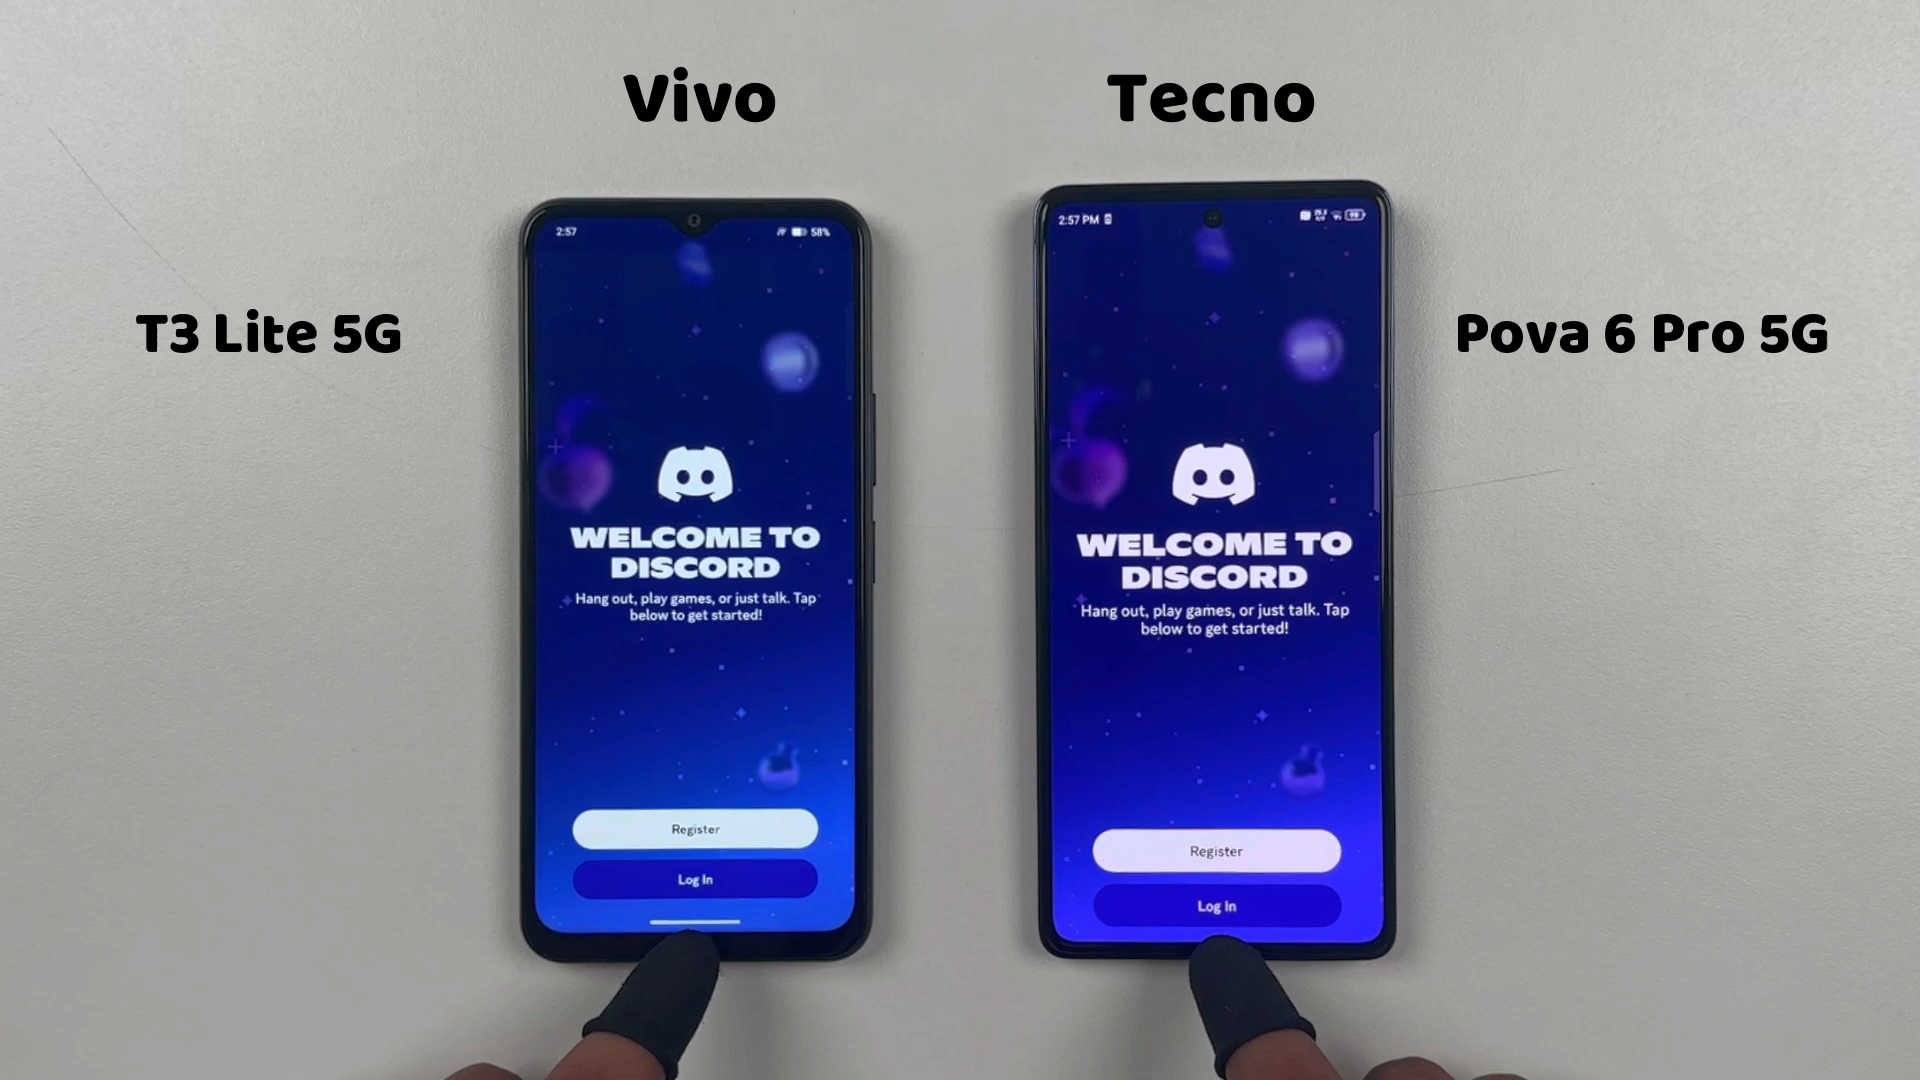 Vivo
Tecno
T3 Lite 5G
Pova 6 Pro 5G
2:57
58%
WELCOME TO
DISCORD
Hang out, play games, or just talk. Tap
below to get started!
Register
Log In
2:57 PM
98
WELCOME TO
DISCORD
Hang out, play games, or just talk. Tap
below to get started!
Register
Log In